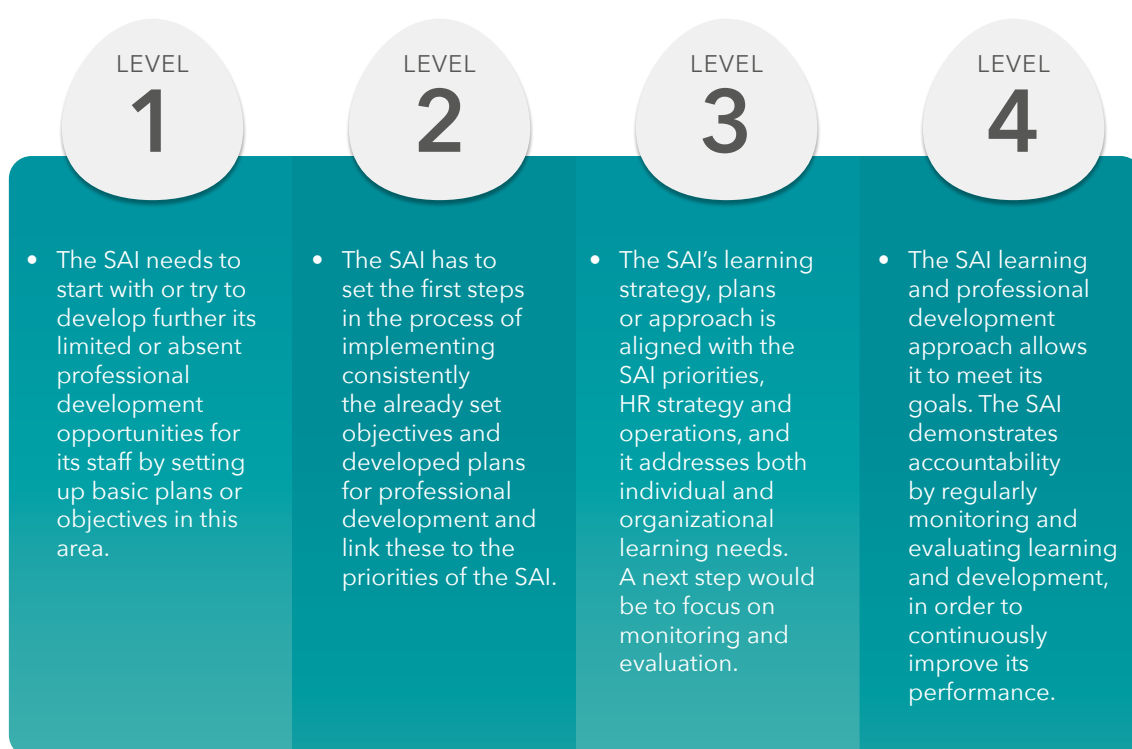 LEVEL
1
• The SAI needs to
start with or try to
develop further its
limited or absent
professional
development
opportunities for
its staff by setting
up basic plans or
objectives in this
area.
LEVEL
2
• The SAI has to
set the first steps
in the process of
implementing
consistently
the already set
objectives and
developed plans
for professional
development and
link these to the
priorities of the SAI.
LEVEL
3
• The SAI’s learning
strategy, plans
or approach is
aligned with the
SAI priorities,
HR strategy and
operations, and
it addresses both
individual and
organizational
learning needs.
A next step would
be to focus on
monitoring and
evaluation.
LEVEL
4
• The SAI learning
and professional
development
approach allows
it to meet its
goals. The SAI
demonstrates
accountability
by regularly
monitoring and
evaluating learning
and development,
in order to
continuously
improve its
performance.